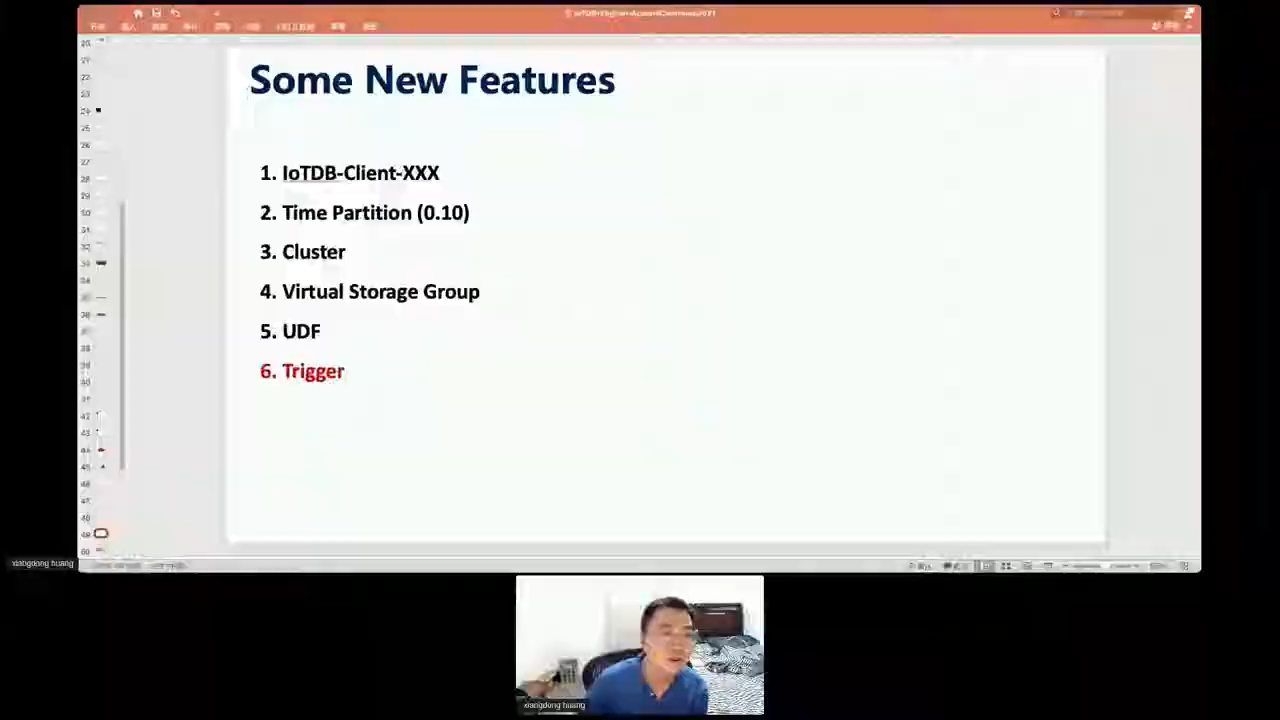 Some New Features
1. IoTDB-Client-XXX
2. Time Partition (0.10)
3. Cluster
4. Virtual Storage Group
5. UDF
6. Trigger
xiangdong huang
xiangdong huang